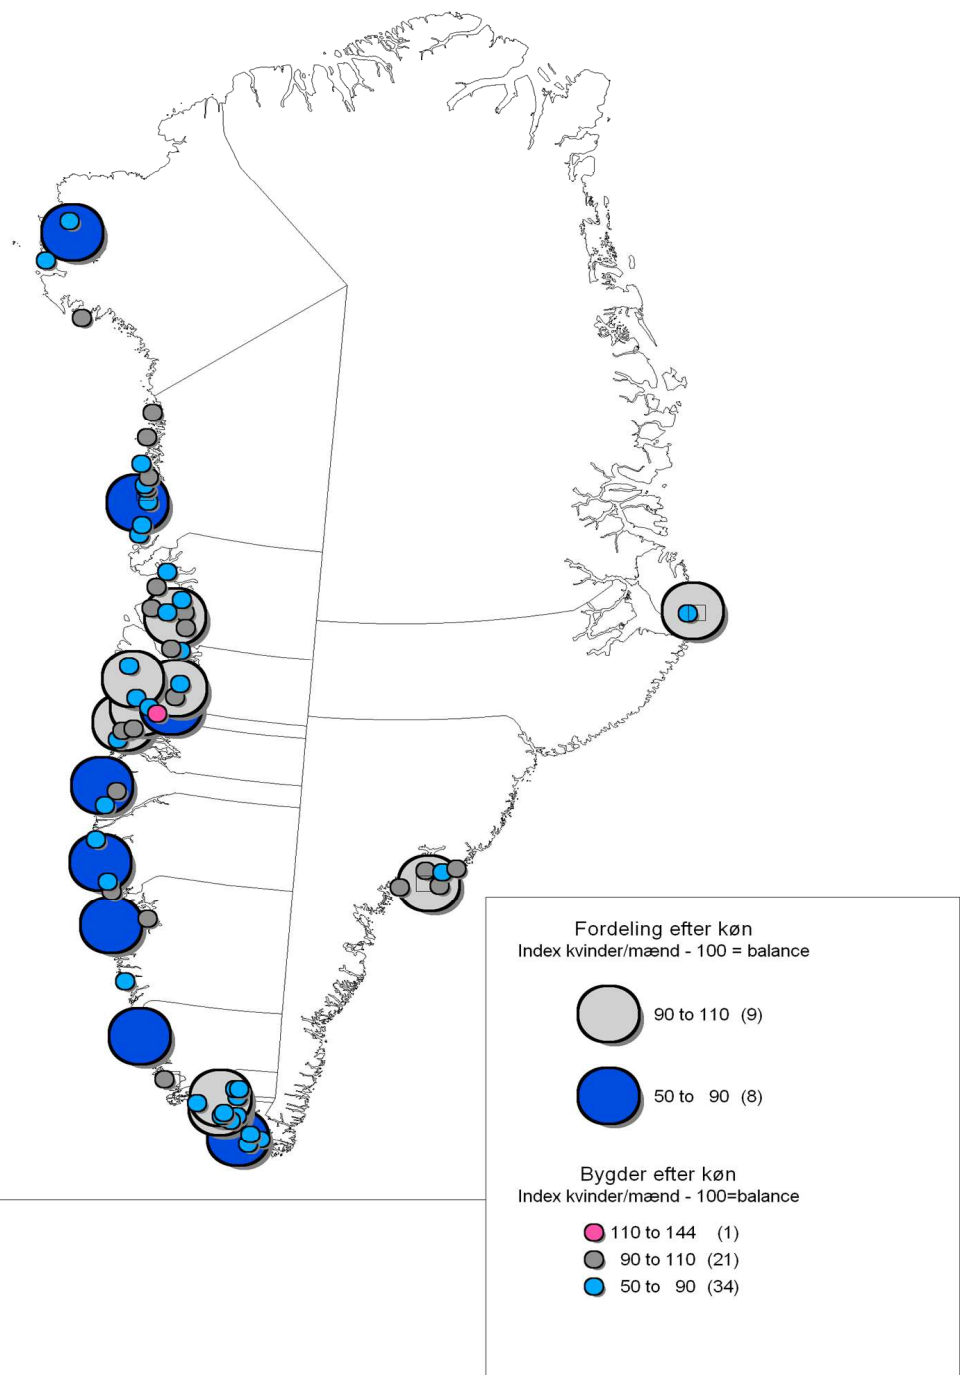 Fordeling efter køn
Index kvinder/mænd - 100 = balance
90 to 110 (9)
50 to 90 (8)
Bygder efter køn
Index kvinder/mænd - 100=balance
110 to 144 (1)
90 to 110 (21)
50 to 90 (34)